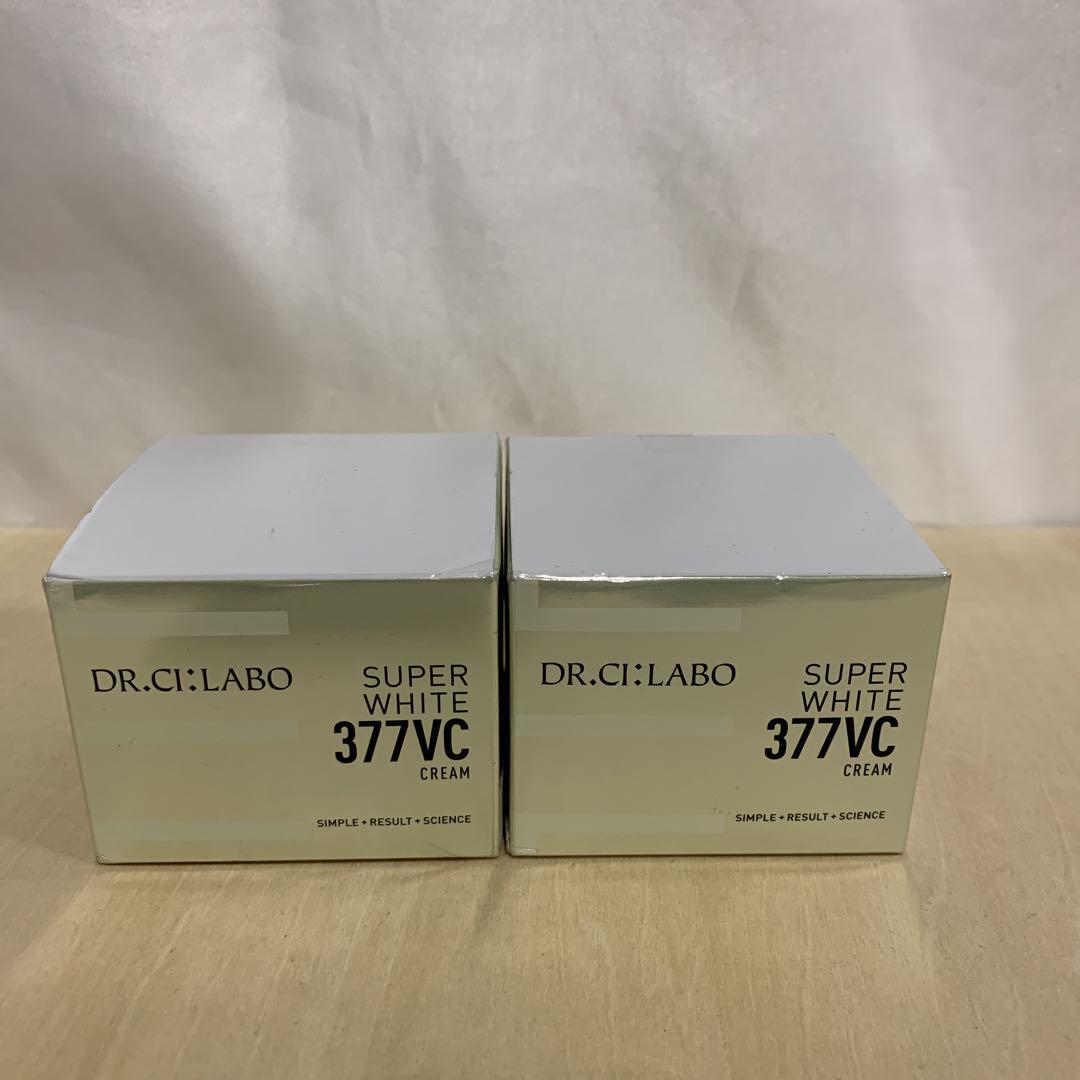 DR.CI:LABO
SUPER
WHITE
377VC
CREAM
SIMPLE+RESULT+SCIENCE
DR.CI:LABO
SUPER
WHITE
377VC
CREAM
SIMPLE+RESULT+SCIENCE